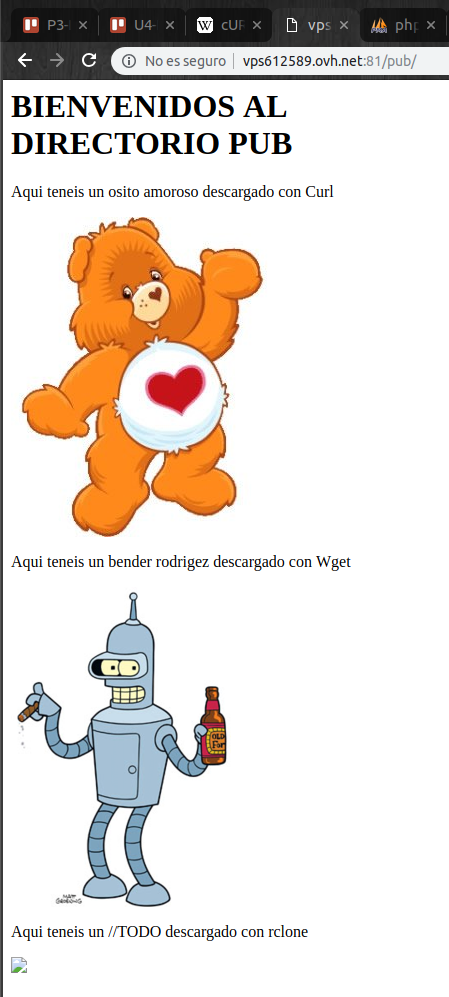 P3-
U4-
cUR
vps
php
No es seguro
vps612589.ovh.net:81/pub/
BIENVENIDOS AL
DIRECTORIO PUB
Aqui teneis un osito amoroso descargado con Curl
Aqui teneis un bender rodrigez descargado con Wget
OLD
For
MATT
GROENING
Aqui teneis un //TODO descargado con rclone